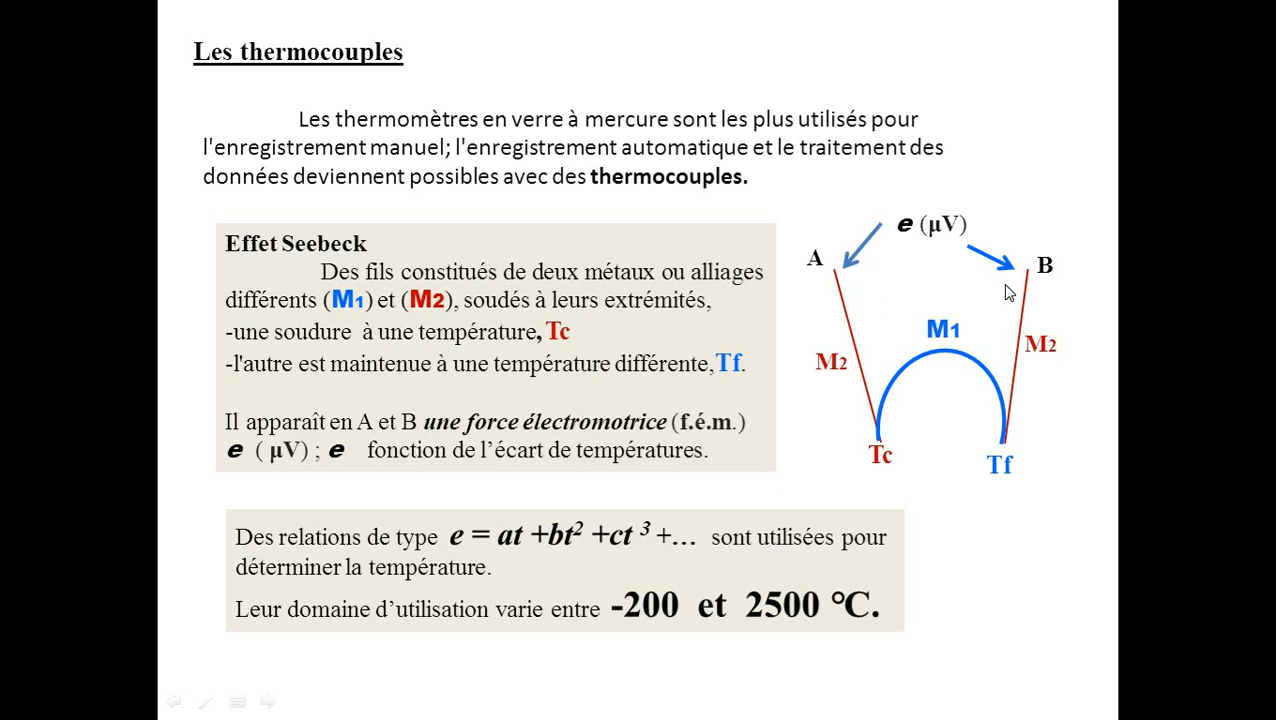 Les thermocouples
Les thermomètres en verre à mercure sont les plus utilisés pour
l'enregistrement manuel; l'enregistrement automatique et le traitement des
données deviennent possibles avec des thermocouples.
Effet Seebeck
Des fils constitués de deux métaux ou alliages
différents (M1) et (M2), soudés à leurs extrémités,
-une soudure à une température, Tc
-l'autre est maintenue à une température différente,Tf.
Il apparaît en A et B une force électromotrice (f.é.m.)
e ( µV) ; e fonction de l’écart de températures.
e (µV)
A
B
M1
M2
M2
Tc
Tf
Des relations de type e = at +bt² +ct ³ +… sont utilisées pour
déterminer la température.
Leur domaine d’utilisation varie entre -200 et 2500 °C.